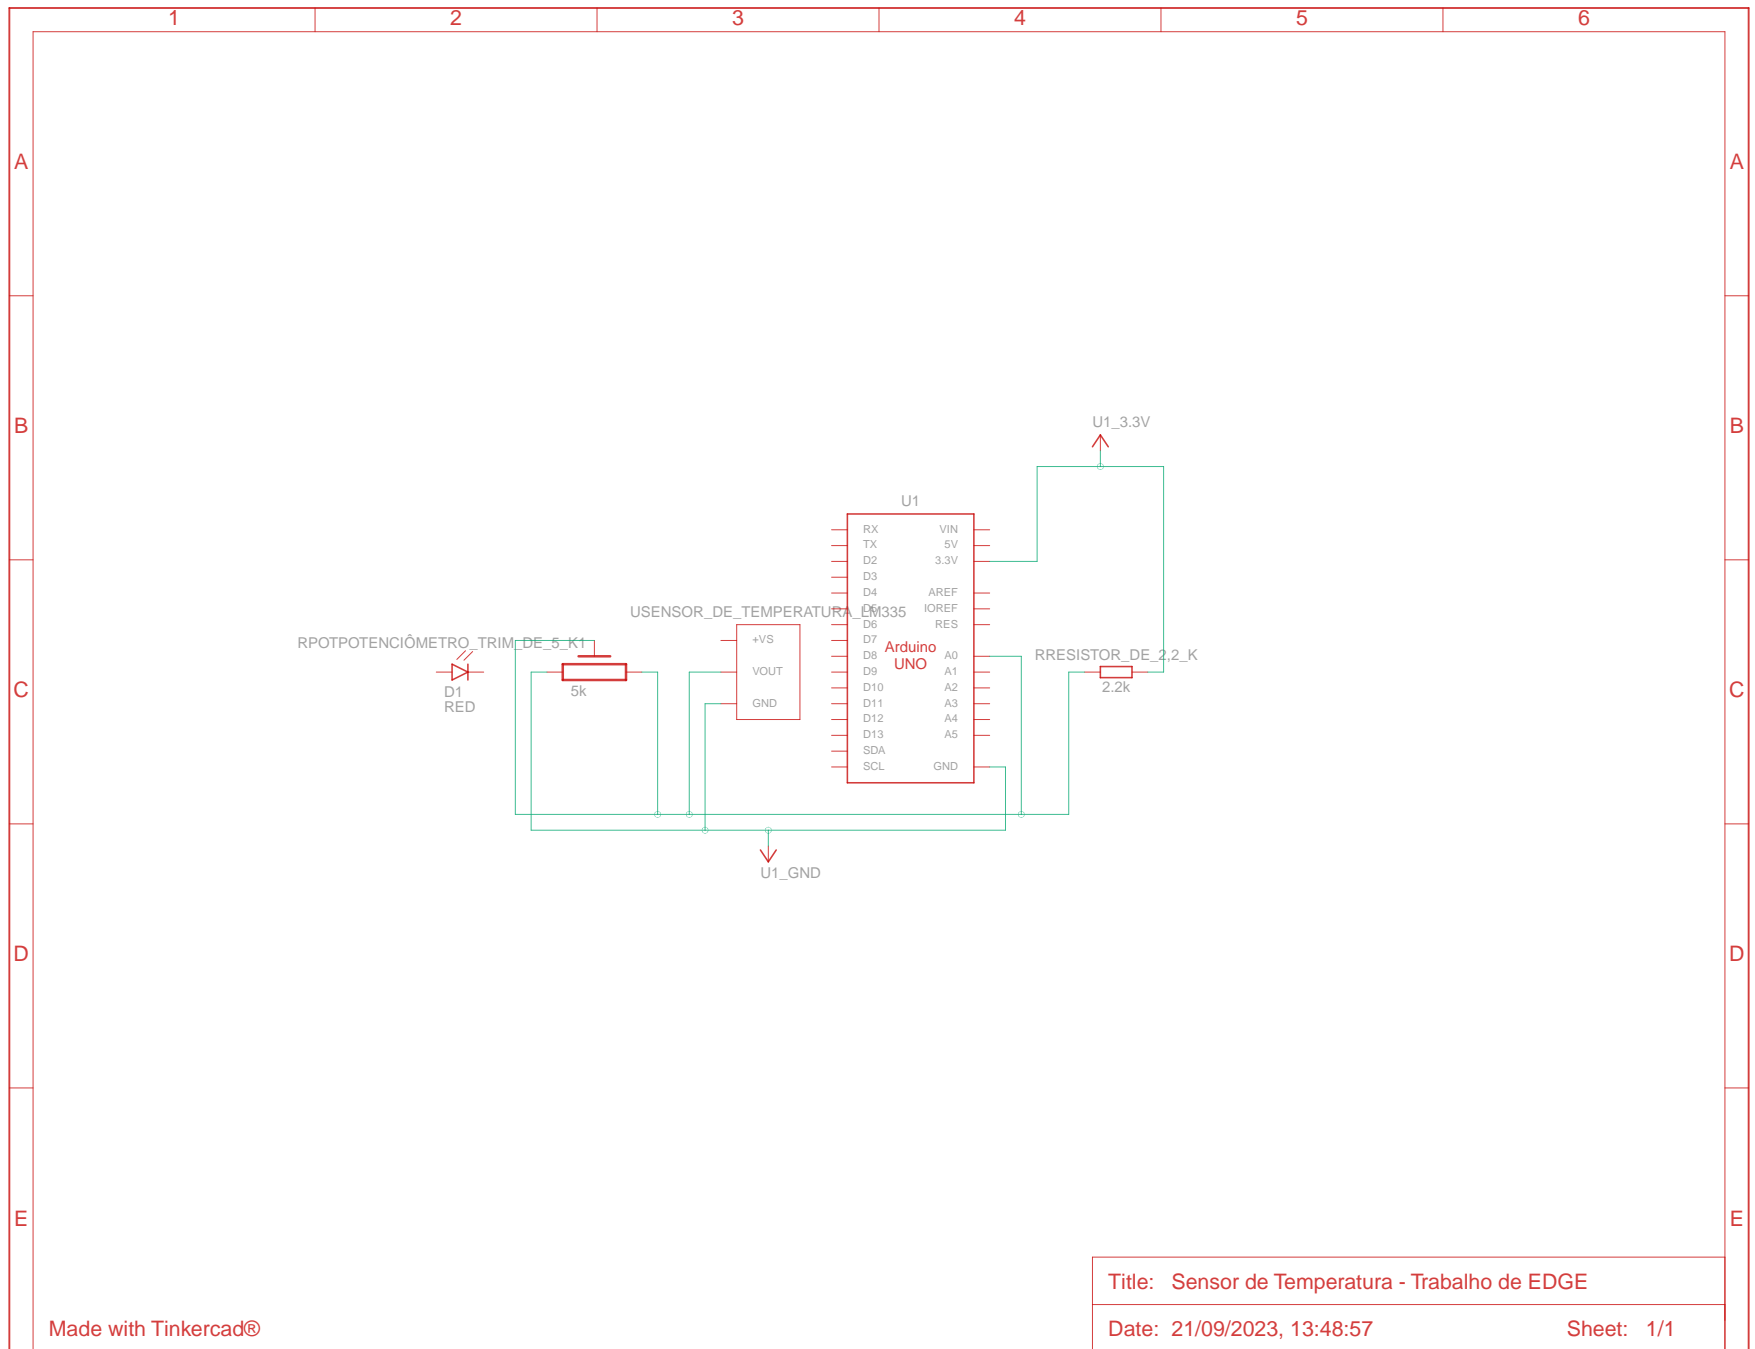 1 2 3 4 5 6
A A
B B
U1_3.3V
U1
RX VIN
TX 5V
D2 3.3V
D3
D4 AREF
USENSOR_DE_TEMPERATURA_LM335
D5 IOREF
D6 RES
RPOTPOTENCIÔMETRO_TRIM_DE_5_K1
+VS
D7
Arduino
UNO
D8 A0
RRESISTOR_DE_2,2_K
VOUT
D9 A1
C C
D1
RED
5k
D10 A2
2.2k
GND
D11 A3
D12 A4
D13 A5
SDA
SCL GND
U1_GND
D D
E E
Title: Sensor de Temperatura - Trabalho de EDGE
Made with Tinkercad®
Date: 21/09/2023, 13:48:57 Sheet: 1/1